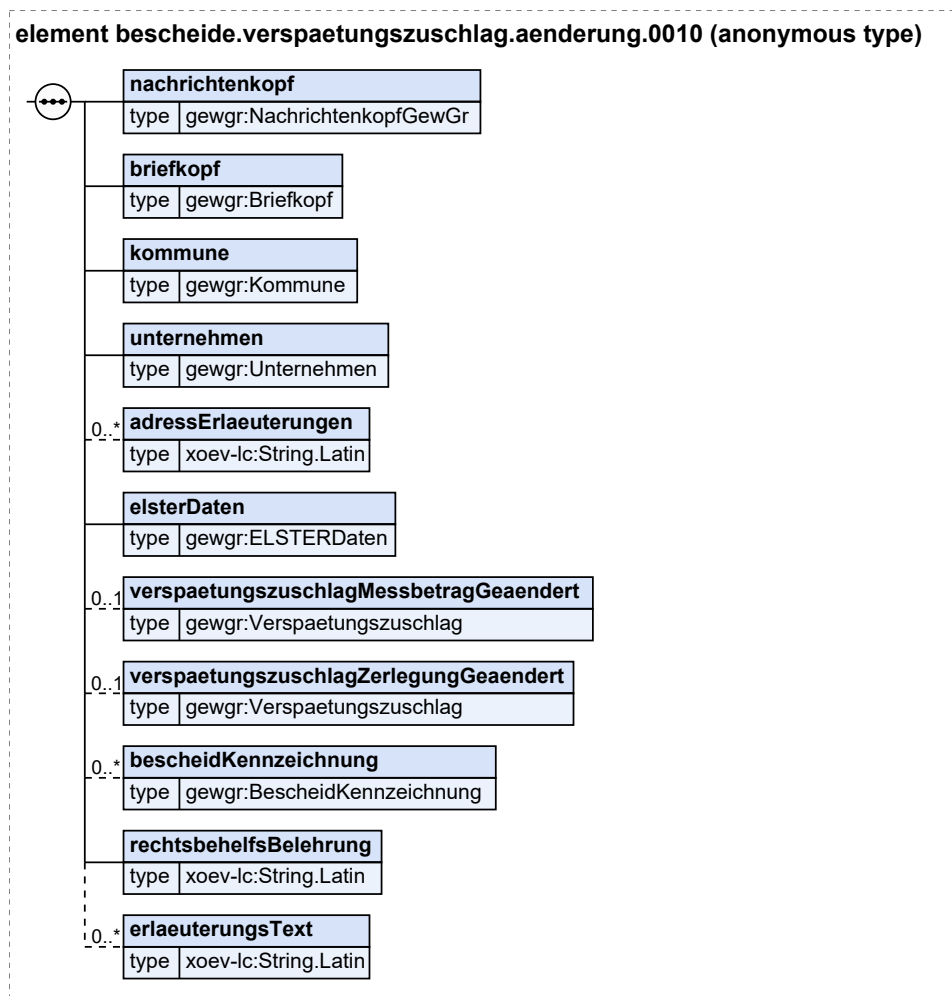 element bescheide.verspaetungszuschlag.aenderung.0010 (anonymous type)
nachrichtenkopf
type gewgr:NachrichtenkopfGewGr
briefkopf
type gewgr:Briefkopf
kommune
type gewgr:Kommune
unternehmen
type gewgr:Unternehmen
0..* adressErlaeuterungen
type xoev-lc:String.Latin
elsterDaten
type gewgr:ELSTERDaten
0..1 verspaetungszuschlagMessbetragGeaendert
type gewgr:Verspaetungszuschlag
0..1 verspaetungszuschlagZerlegungGeaendert
type gewgr:Verspaetungszuschlag
0..* bescheidKennzeichnung
type gewgr:BescheidKennzeichnung
rechtsbehelfsBelehrung
type xoev-lc:String.Latin
0..* erlaeuterungsText
type xoev-lc:String.Latin